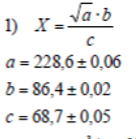 1) X = √a · b / c
a = 228,6 ± 0,06
b = 86,4 ± 0,02
c = 68,7 ± 0,05